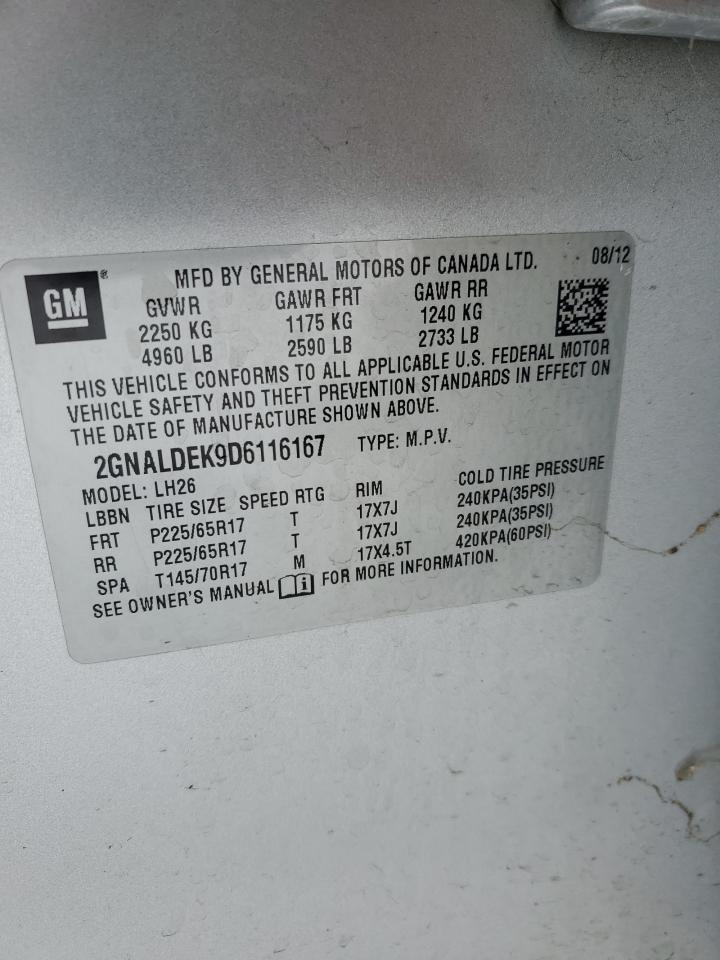 GM ® MFD BY GENERAL MOTORS OF CANADA LTD. 08/12
GVWR GAWR FRT GAWR RR
2250 KG 1175 KG 1240 KG
4960 LB 2590 LB 2733 LB
THIS VEHICLE CONFORMS TO ALL APPLICABLE U.S. FEDERAL MOTOR
VEHICLE SAFETY AND THEFT PREVENTION STANDARDS IN EFFECT ON
THE DATE OF MANUFACTURE SHOWN ABOVE.
2GNALDEK9D6116167 TYPE: M.P.V.
MODEL: LH26
LBBN TIRE SIZE SPEED RTG RIM COLD TIRE PRESSURE
FRT P225/65R17 T 17X7J 240KPA(35PSI)
RR P225/65R17 T 17X7J 240KPA(35PSI)
SPA T145/70R17 M 17X4.5T 420KPA(60PSI)
SEE OWNER'S MANUAL i FOR MORE INFORMATION.